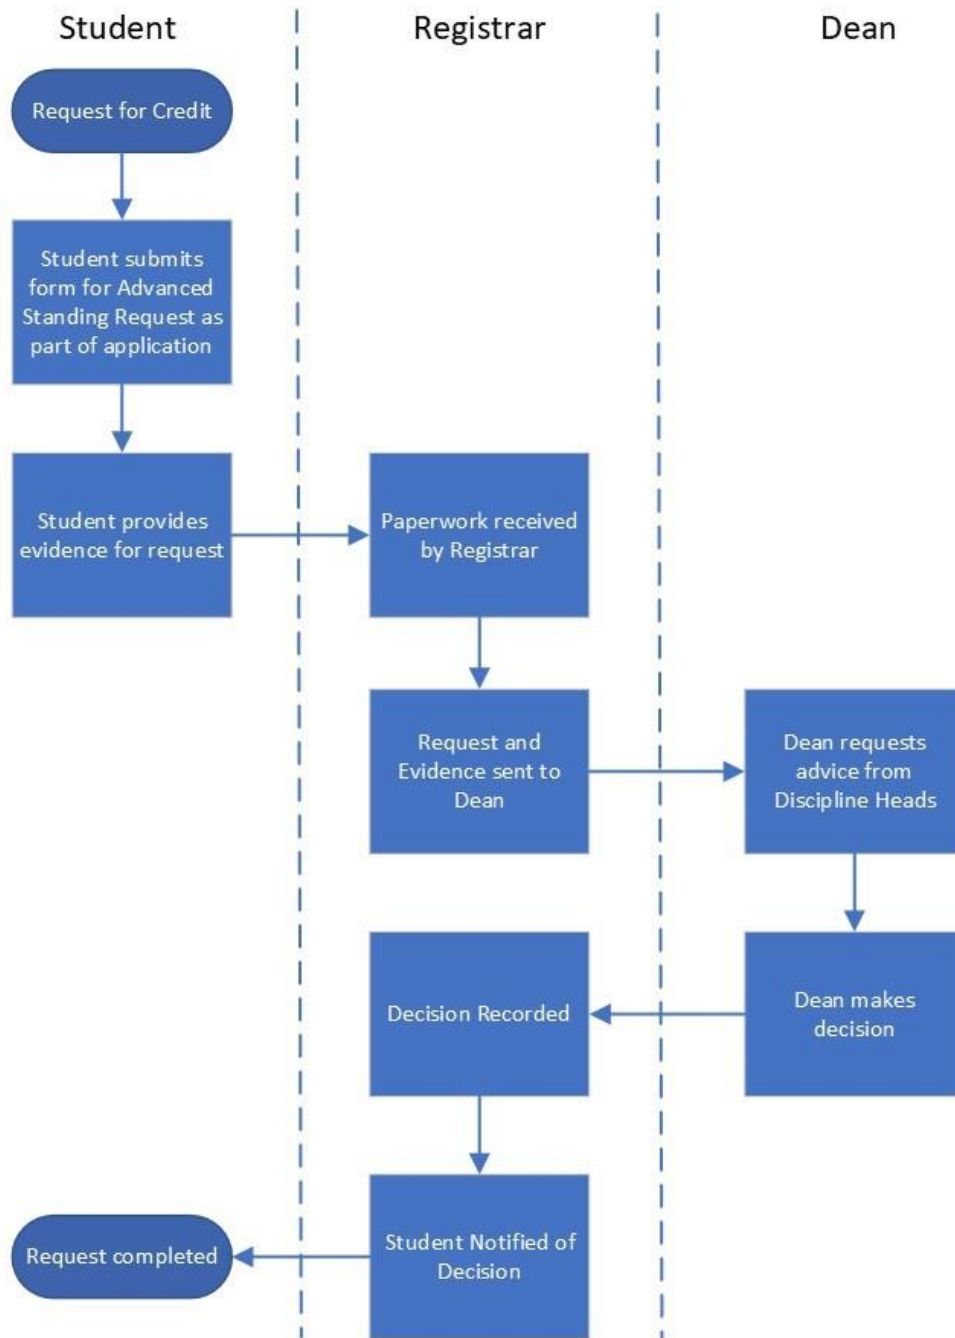 Student
Registrar
Dean
Request for Credit
Student submits
form for Advanced
Standing Request as
part of application
Student provides
evidence for request
Paperwork received
by Registrar
Request and
Evidence sent to
Dean
Dean requests
advice from
Discipline Heads
Dean makes
decision
Decision Recorded
Student Notified of
Decision
Request completed